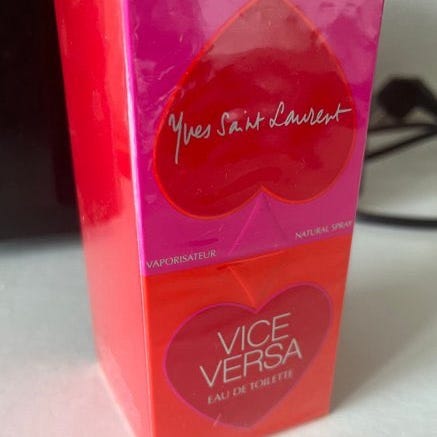 Yves Saint Laurent
VAPORISATEUR NATURAL SPRAY
VICE
VERSA
EAU DE TOILETTE